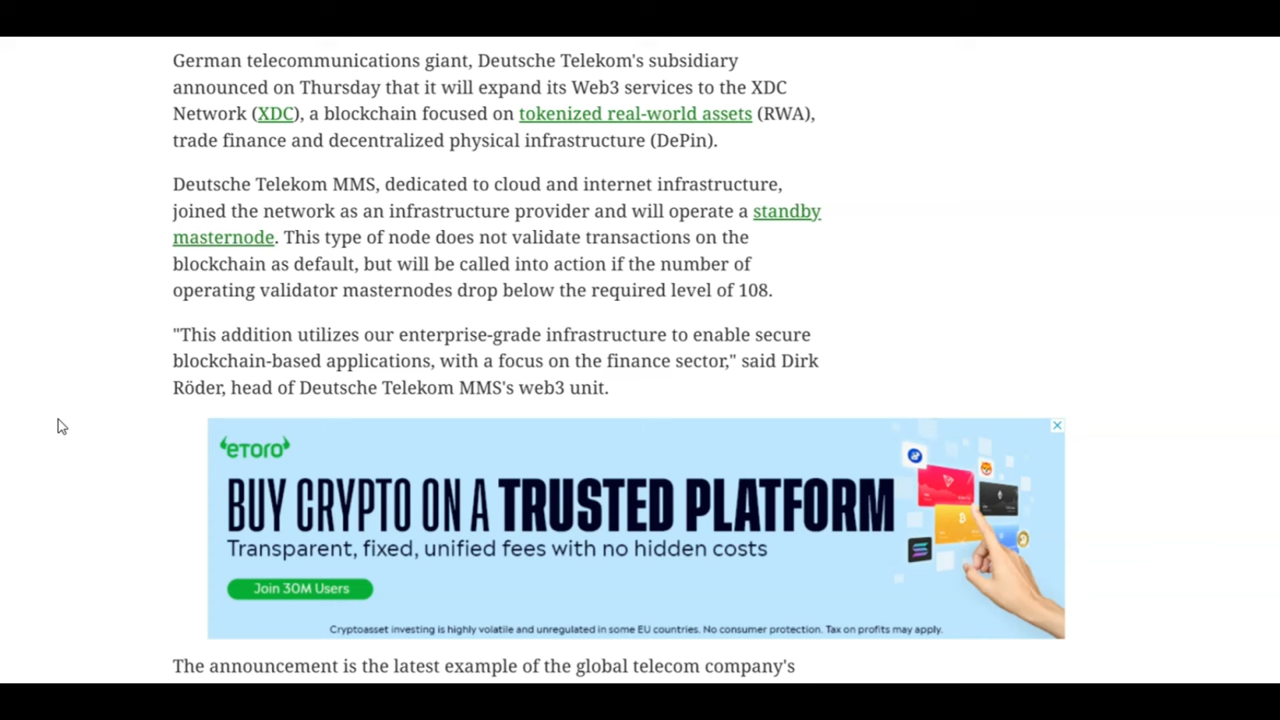 German telecommunications giant, Deutsche Telekom's subsidiary
announced on Thursday that it will expand its Web3 services to the XDC
Network (XDC), a blockchain focused on tokenized real-world assets (RWA),
trade finance and decentralized physical infrastructure (DePin).
Deutsche Telekom MMS, dedicated to cloud and internet infrastructure,
joined the network as an infrastructure provider and will operate a standby
masternode. This type of node does not validate transactions on the
blockchain as default, but will be called into action if the number of
operating validator masternodes drop below the required level of 108.
"This addition utilizes our enterprise-grade infrastructure to enable secure
blockchain-based applications, with a focus on the finance sector," said Dirk
Röder, head of Deutsche Telekom MMS's web3 unit.
eToro
BUY CRYPTO ON A TRUSTED PLATFORM
Transparent, fixed, unified fees with no hidden costs
Join 30M Users
Cryptoasset investing is highly volatile and unregulated in some EU countries. No consumer protection. Tax on profits may apply.
The announcement is the latest example of the global telecom company's